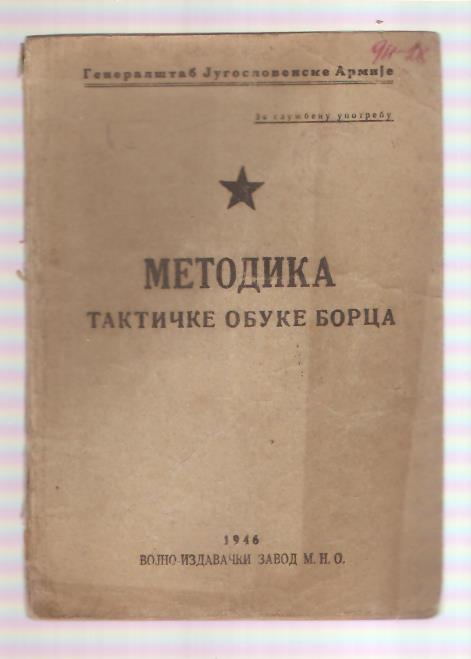 Генералштаб Југословенске Армије
За службену употребу
МЕТОДИКА
ТАКТИЧКЕ ОБУКЕ БОРЦА
1946
ВОЈНО-ИЗДАВАЧКИ ЗАВОД М. Н. О.